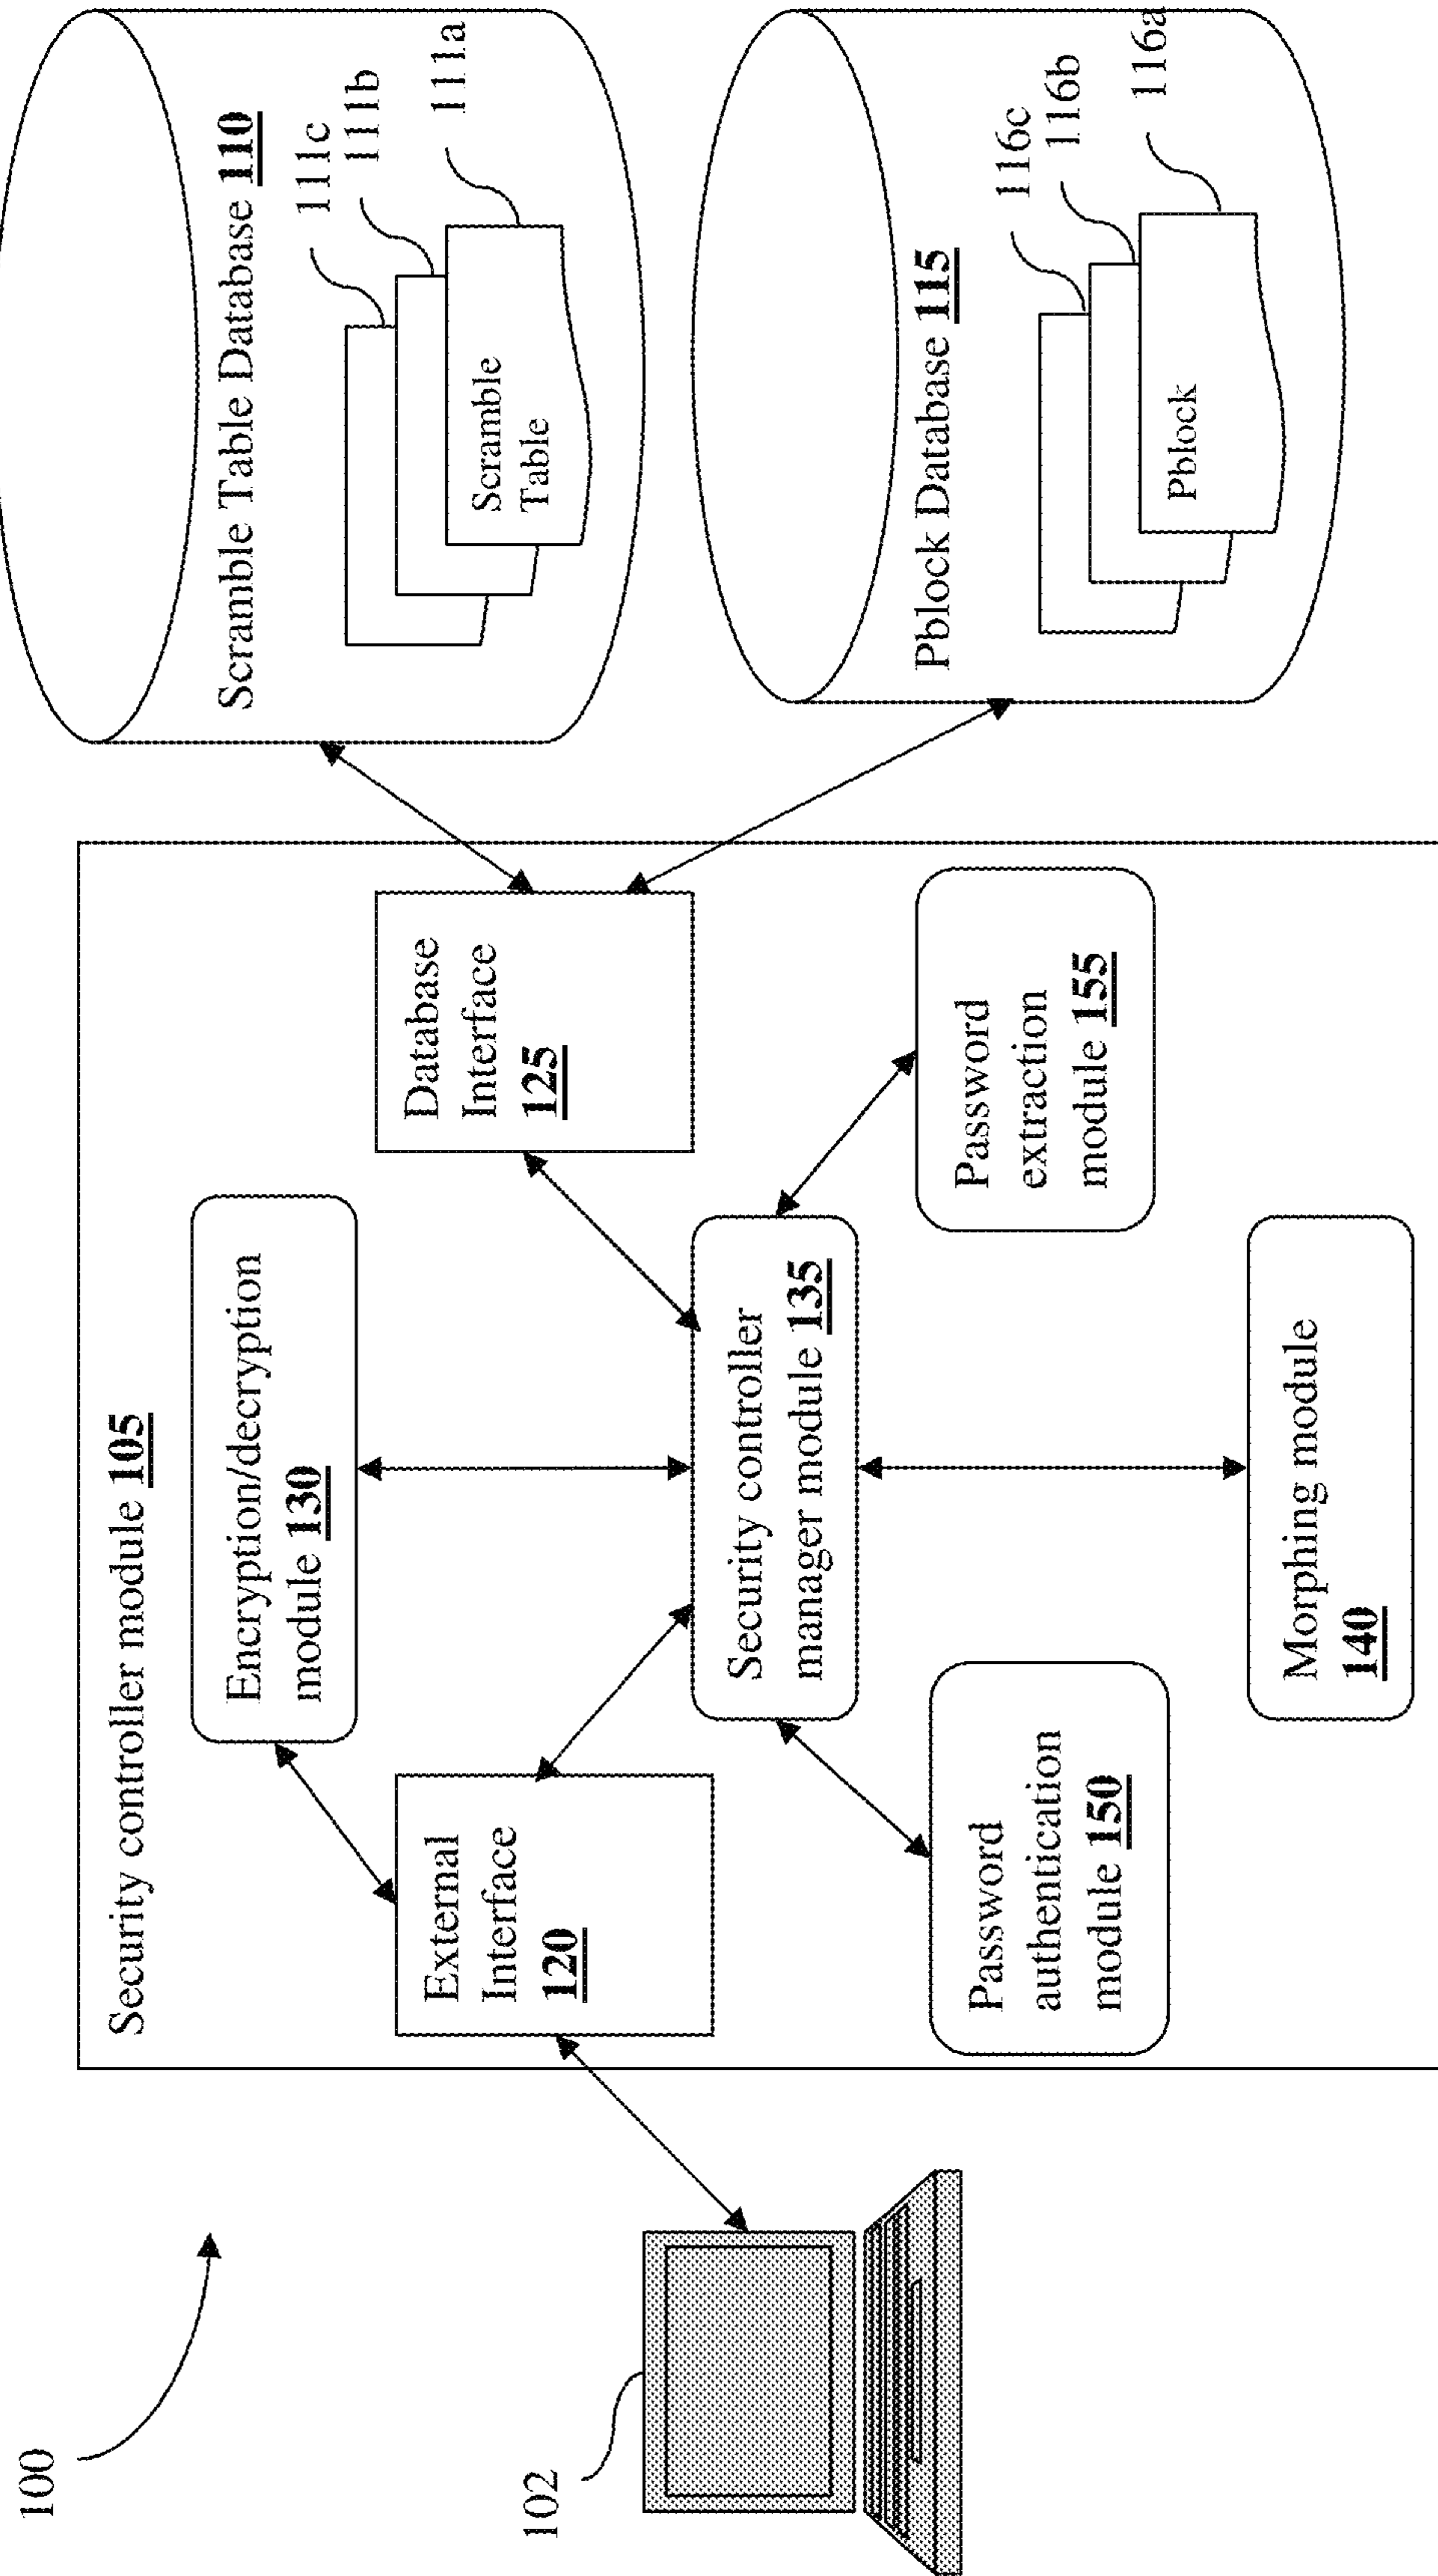 100
102
Security controller module 105
Encryption/decryption
module 130
External
Interface
120
Database
Interface
125
Security controller
manager module 135
Password
authentication
module 150
Password
extraction
module 155
Morphing module
140
Scramble Table Database 110
111c
111b
111a
Scramble
Table
Pblock Database 115
116c
116b
116a
Pblock